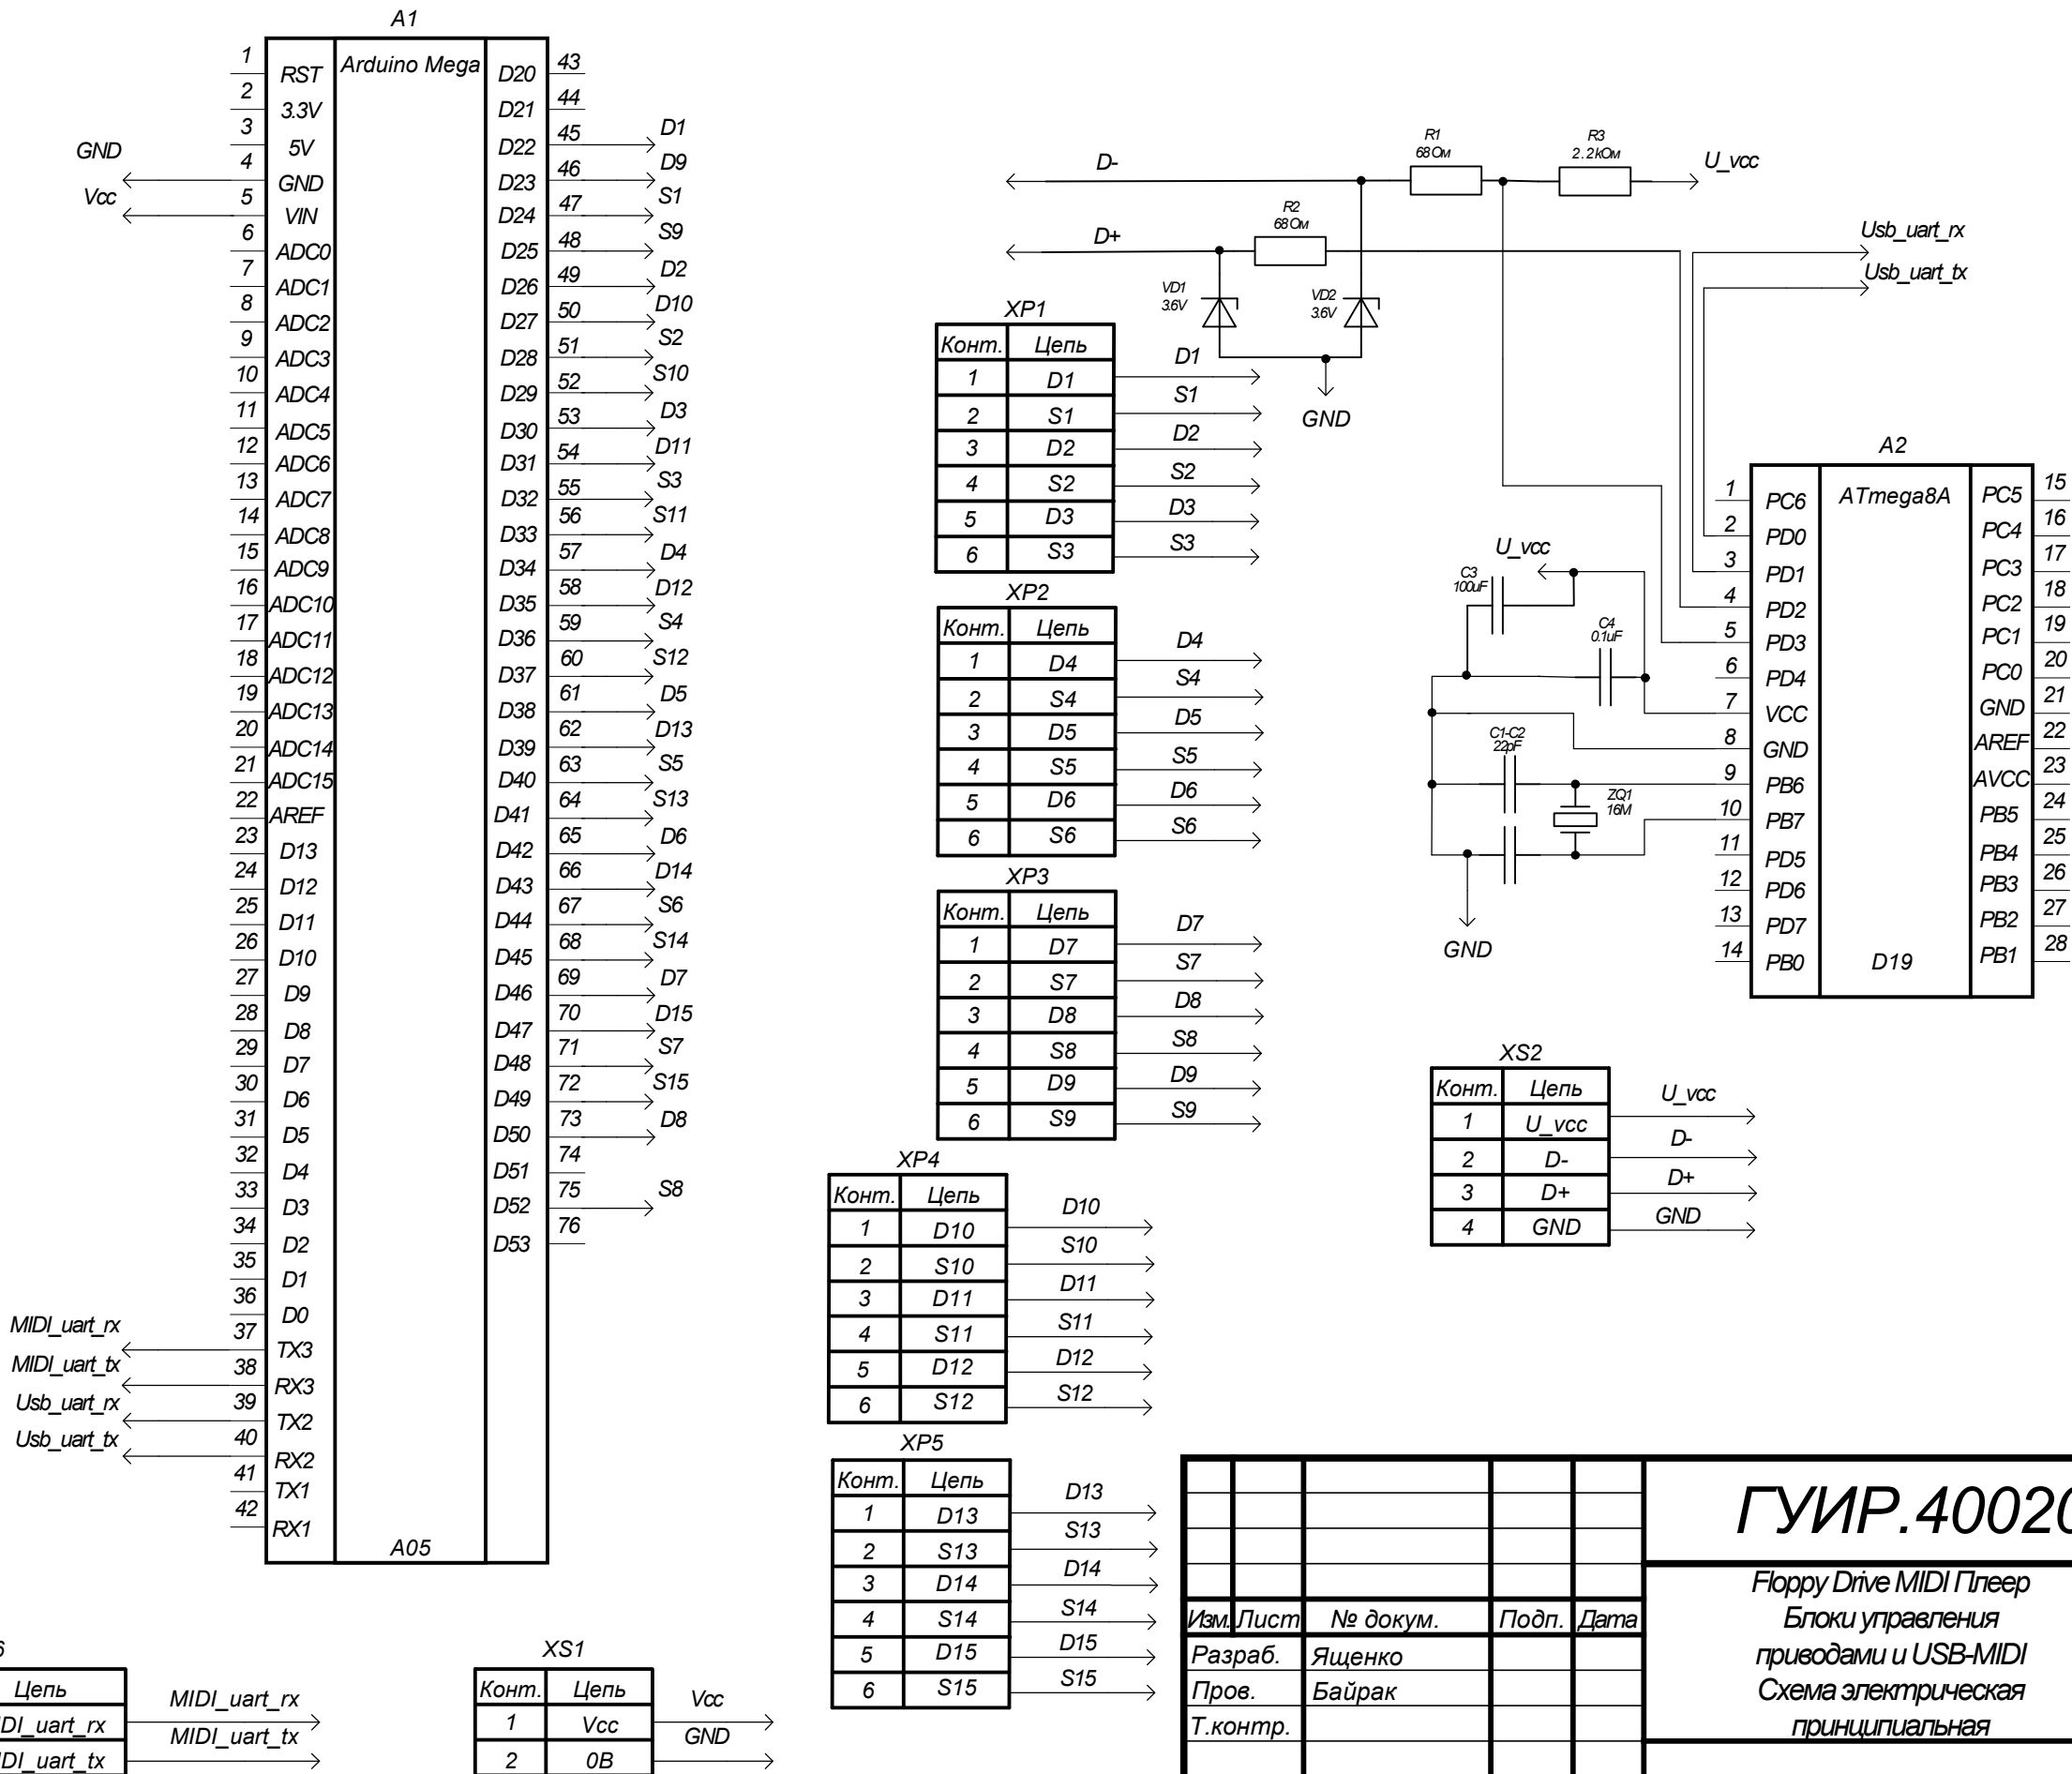 A1
Arduino Mega
1 RST
2 3.3V
3 5V
GND 4 GND
Vcc 5 VIN
6 ADC0
7 ADC1
8 ADC2
9 ADC3
10 ADC4
11 ADC5
12 ADC6
13 ADC7
14 ADC8
15 ADC9
16 ADC10
17 ADC11
18 ADC12
19 ADC13
20 ADC14
21 ADC15
22 AREF
23 D13
24 D12
25 D11
26 D10
27 D9
28 D8
29 D7
30 D6
31 D5
32 D4
33 D3
34 D2
35 D1
36 D0
MIDI_uart_rx 37 TX3
MIDI_uart_tx 38 RX3
Usb_uart_rx 39 TX2
Usb_uart_tx 40 RX2
41 TX1
42 RX1
A05
D20 43
D21 44
D22 45 D1
D23 46 D9
D24 47 S1
D25 48 S9
D26 49 D2
D27 50 D10
D28 51 S2
D29 52 S10
D30 53 D3
D31 54 D11
D32 55 S3
D33 56 S11
D34 57 D4
D35 58 D12
D36 59 S4
D37 60 S12
D38 61 D5
D39 62 D13
D40 63 S5
D41 64 S13
D42 65 D6
D43 66 D14
D44 67 S6
D45 68 S14
D46 69 D7
D47 70 D15
D48 71 S7
D49 72 S15
D50 73 D8
D51 74
D52 75 S8
D53 76
D-
R1
68Ом
R3
2.2kОм
U_vcc
D+
R2
68Ом
VD1
3.6V
VD2
3.6V
GND
Usb_uart_rx
Usb_uart_tx
XP1
Конт. Цепь
1 D1 D1
2 S1 S1
3 D2 D2
4 S2 S2
5 D3 D3
6 S3 S3
XP2
Конт. Цепь
1 D4 D4
2 S4 S4
3 D5 D5
4 S5 S5
5 D6 D6
6 S6 S6
XP3
Конт. Цепь
1 D7 D7
2 S7 S7
3 D8 D8
4 S8 S8
5 D9 D9
6 S9 S9
XP4
Конт. Цепь
1 D10 D10
2 S10 S10
3 D11 D11
4 S11 S11
5 D12 D12
6 S12 S12
XP5
Конт. Цепь
1 D13 D13
2 S13 S13
3 D14 D14
4 S14 S14
5 D15 D15
6 S15 S15
U_vcc
C3
100uF
C4
0.1uF
C1-C2
22pF
ZQ1
16M
GND
A2
ATmega8A
1 PC6
2 PD0
3 PD1
4 PD2
5 PD3
6 PD4
7 VCC
8 GND
9 PB6
10 PB7
11 PD5
12 PD6
13 PD7
14 PB0
D19
PC5 15
PC4 16
PC3 17
PC2 18
PC1 19
PC0 20
GND 21
AREF 22
AVCC 23
PB5 24
PB4 25
PB3 26
PB2 27
PB1 28
XS2
Конт. Цепь
1 U_vcc U_vcc
2 D- D-
3 D+ D+
4 GND GND
6
Цепь
DI_uart_rx MIDI_uart_rx
DI_uart_tx MIDI_uart_tx
XS1
Конт. Цепь
1 Vcc Vcc
2 0В GND
ГУИР.40020
Floppy Drive MIDI Плеер
Блоки управления
приводами и USB-MIDI
Схема электрическая
принципиальная
Изм. Лист № докум. Подп. Дата
Разраб. Ященко
Пров. Байрак
Т.контр.